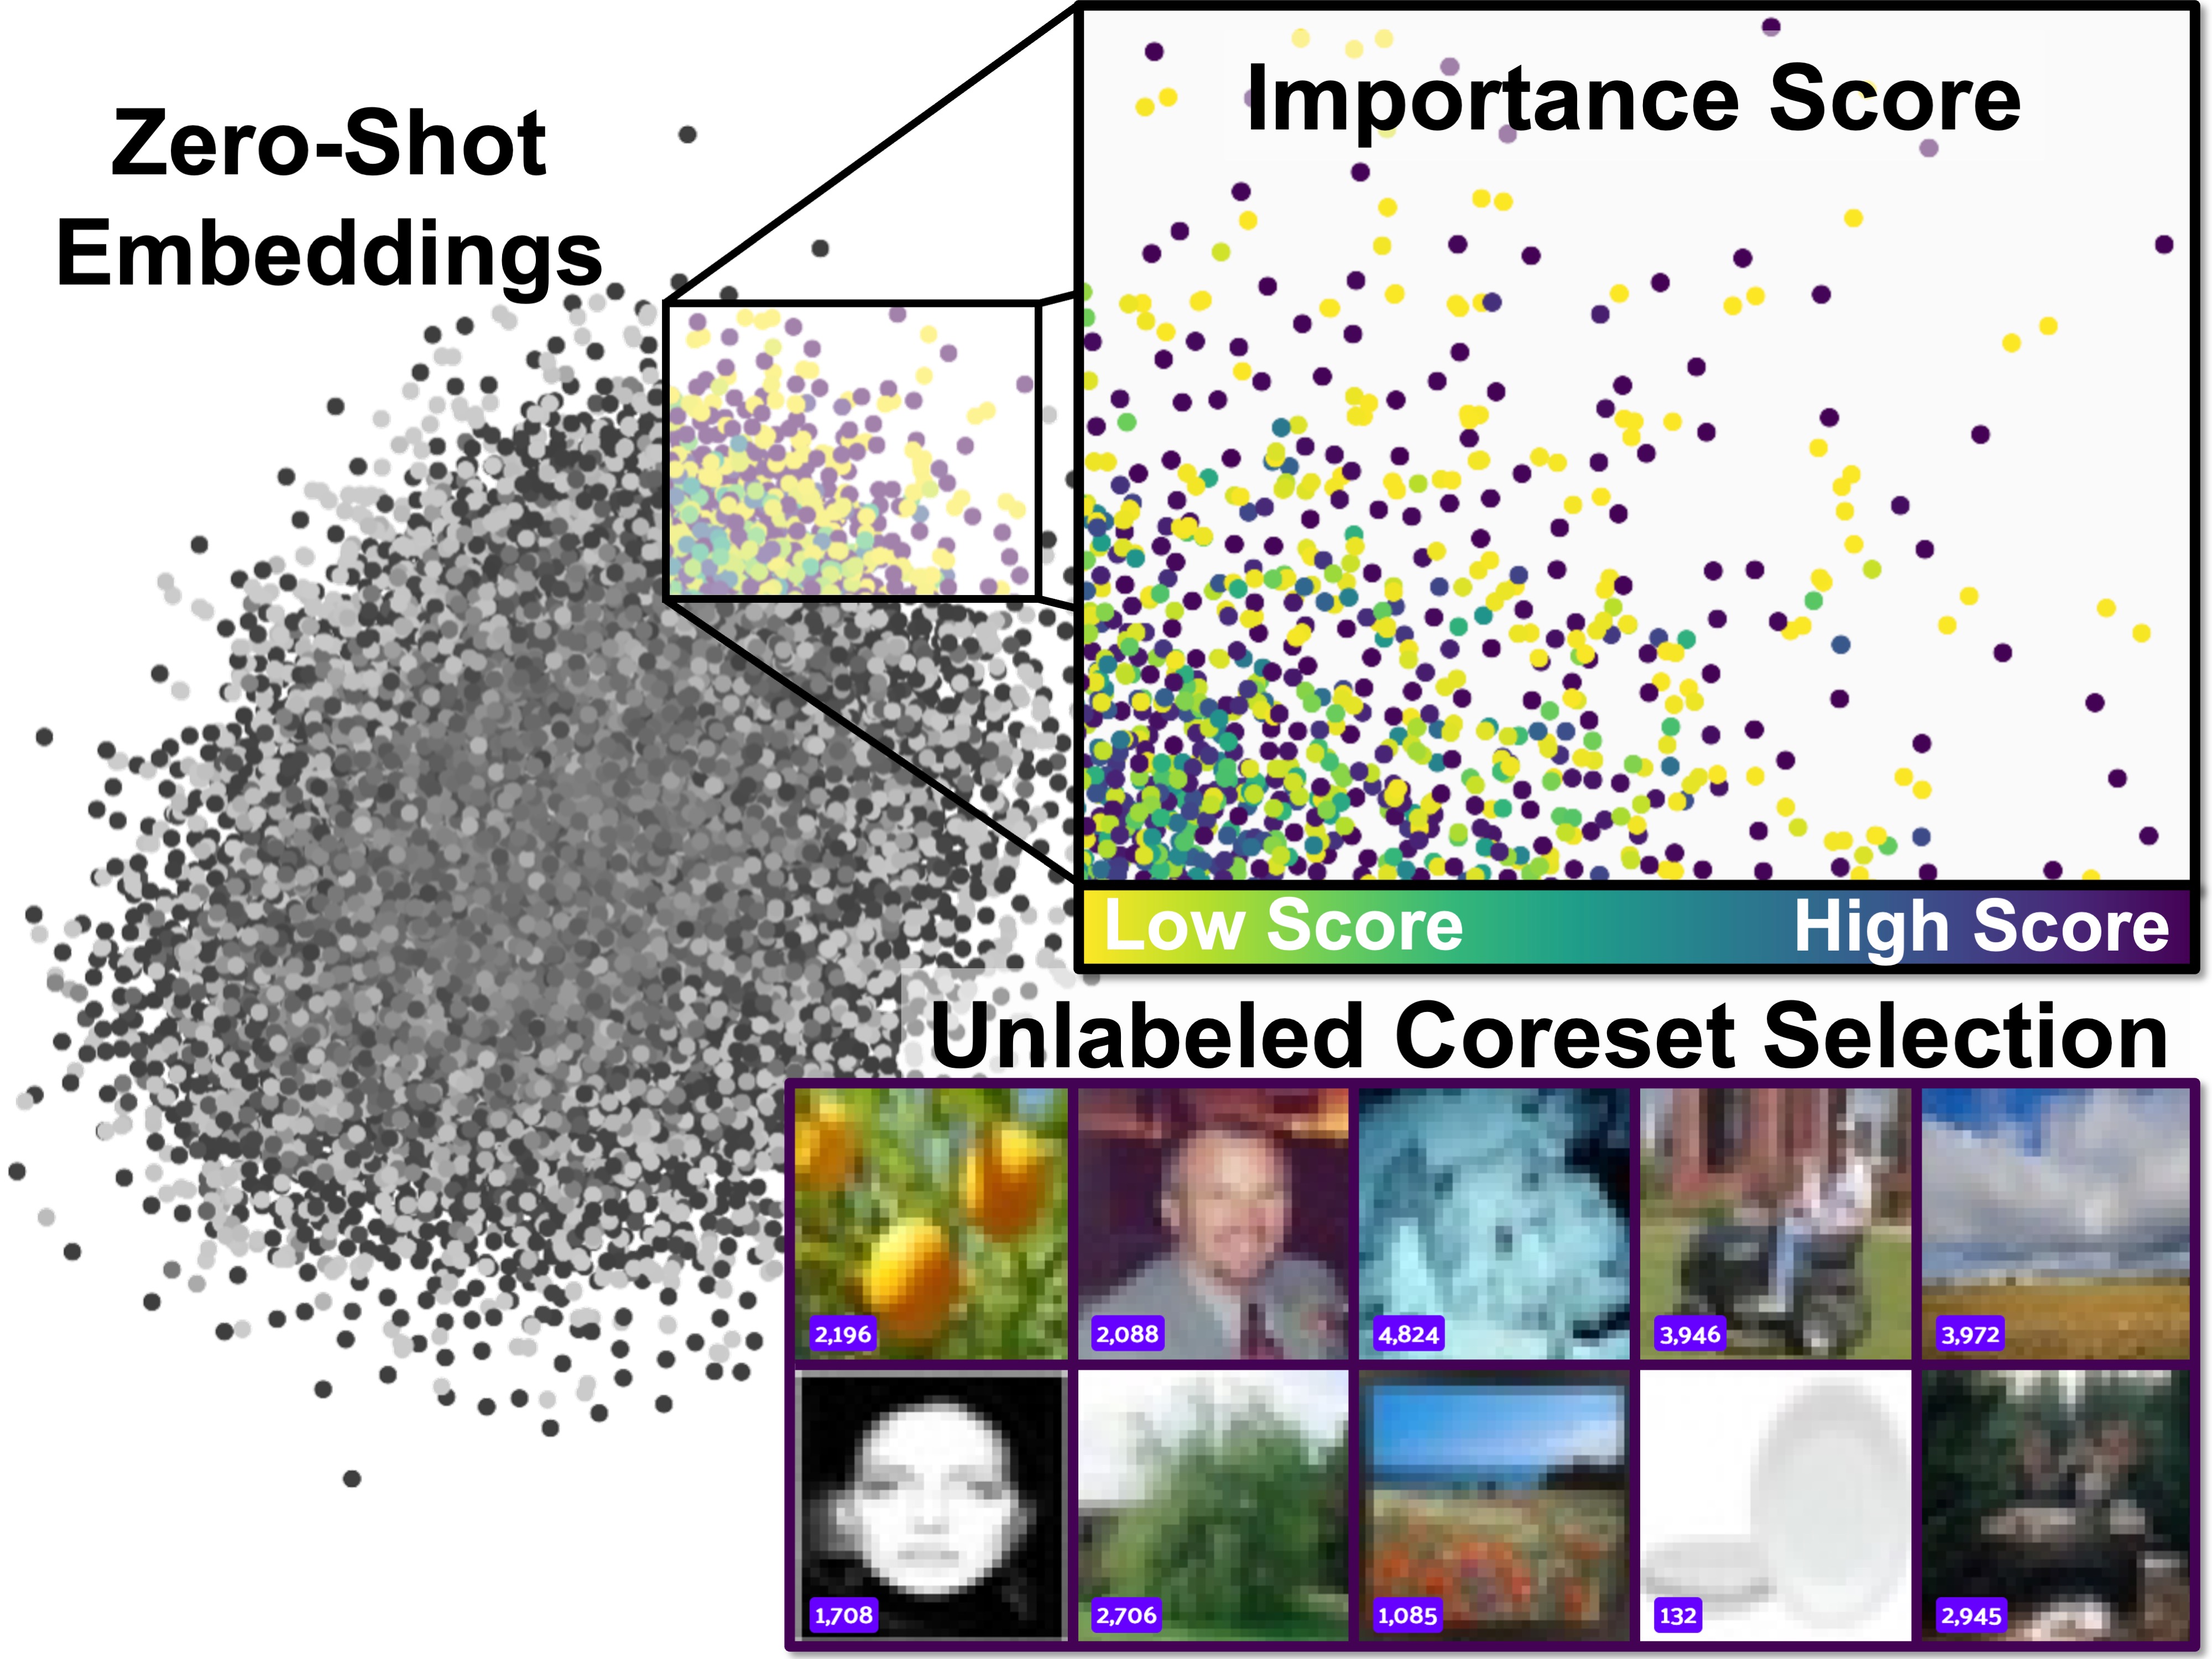 Zero-Shot
Embeddings
Importance Score
Low Score
High Score
Unlabeled Coreset Selection
2,196
2,088
4,824
3,946
3,972
1,708
2,706
1,085
132
2,945